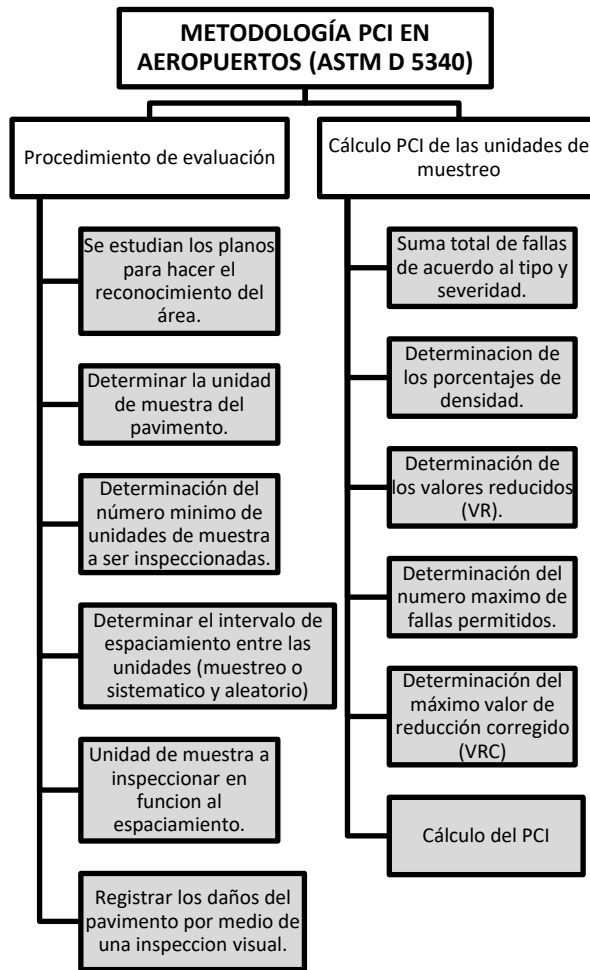 METODOLOGÍA PCI EN
AEROPUERTOS (ASTM D 5340)
Procedimiento de evaluación
Se estudian los planos
para hacer el
reconocimiento del
área.
Determinar la unidad
de muestra del
pavimento.
Determinación del
número minimo de
unidades de muestra
a ser inspeccionadas.
Determinar el intervalo de
espaciamiento entre las
unidades (muestreo o
sistematico y aleatorio)
Unidad de muestra a
inspeccionar en
funcion al
espaciamiento.
Registrar los daños del
pavimento por medio de
una inspeccion visual.
Cálculo PCI de las unidades de
muestreo
Suma total de fallas
de acuerdo al tipo y
severidad.
Determinacion de
los porcentajes de
densidad.
Determinación de
los valores reducidos
(VR).
Determinación del
numero maximo de
fallas permitidos.
Determinación del
máximo valor de
reducción corregido
(VRC)
Cálculo del PCI